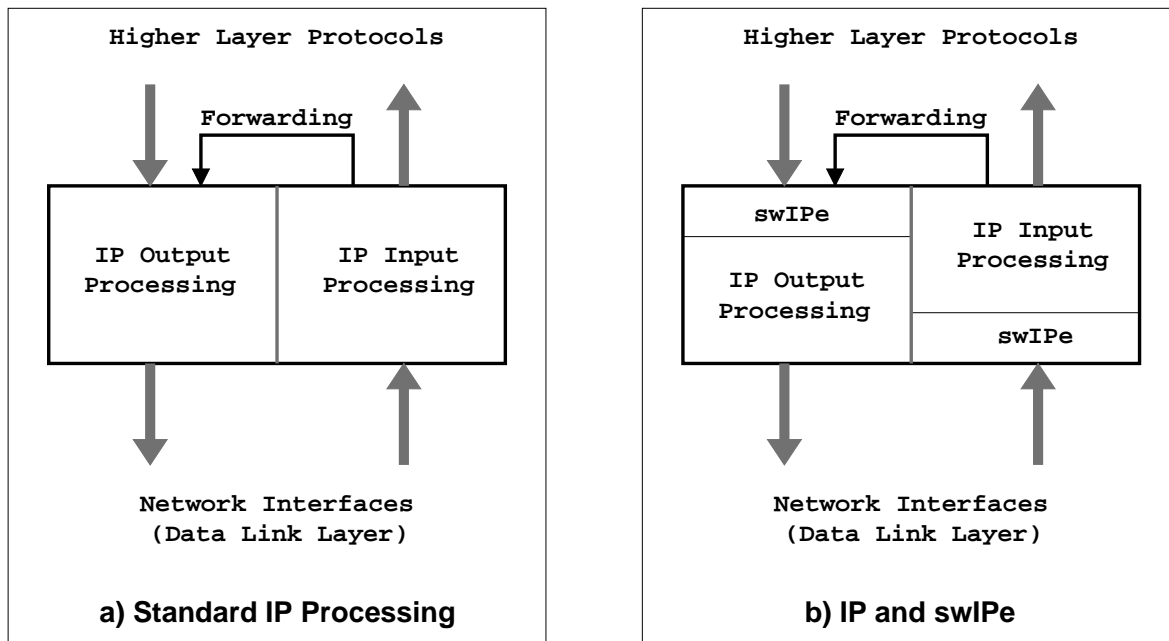 Higher Layer Protocols
Forwarding
IP Output
Processing
IP Input
Processing
Network Interfaces
(Data Link Layer)
a) Standard IP Processing
Higher Layer Protocols
Forwarding
swIPe
IP Output
Processing
IP Input
Processing
swIPe
Network Interfaces
(Data Link Layer)
b) IP and swIPe